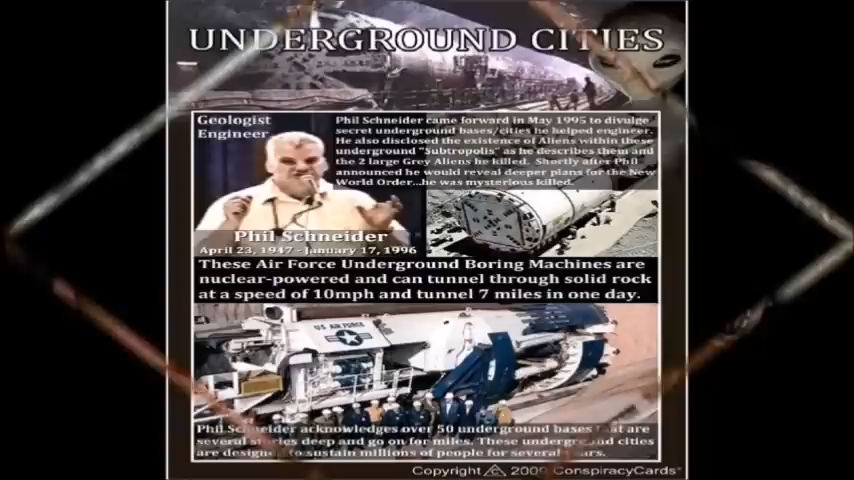 UNDERGROUND CITIES
Geologist
Engineer
Phil Schneider came forward in May 1995 to divulge
secret underground bases/cities he helped engineer.
He also disclosed the existence of Aliens within these
underground "Subtropolis" as he describes them and
the 2 large Grey Aliens he killed. Shortly after Phil
announced he would reveal deeper plans for the New
World Order...he was mysterious killed.
Phil Schneider
April 23, 1947 - January 17, 1996
These Air Force Underground Boring Machines are
nuclear-powered and can tunnel through solid rock
at a speed of 10mph and tunnel 7 miles in one day.
U.S. AIR FORCE
Phil Schneider acknowledges over 50 underground bases that are
several stories deep and go on for miles. These underground cities
are designed to sustain millions of people for several years.
Copyright 2009 ConspiracyCards